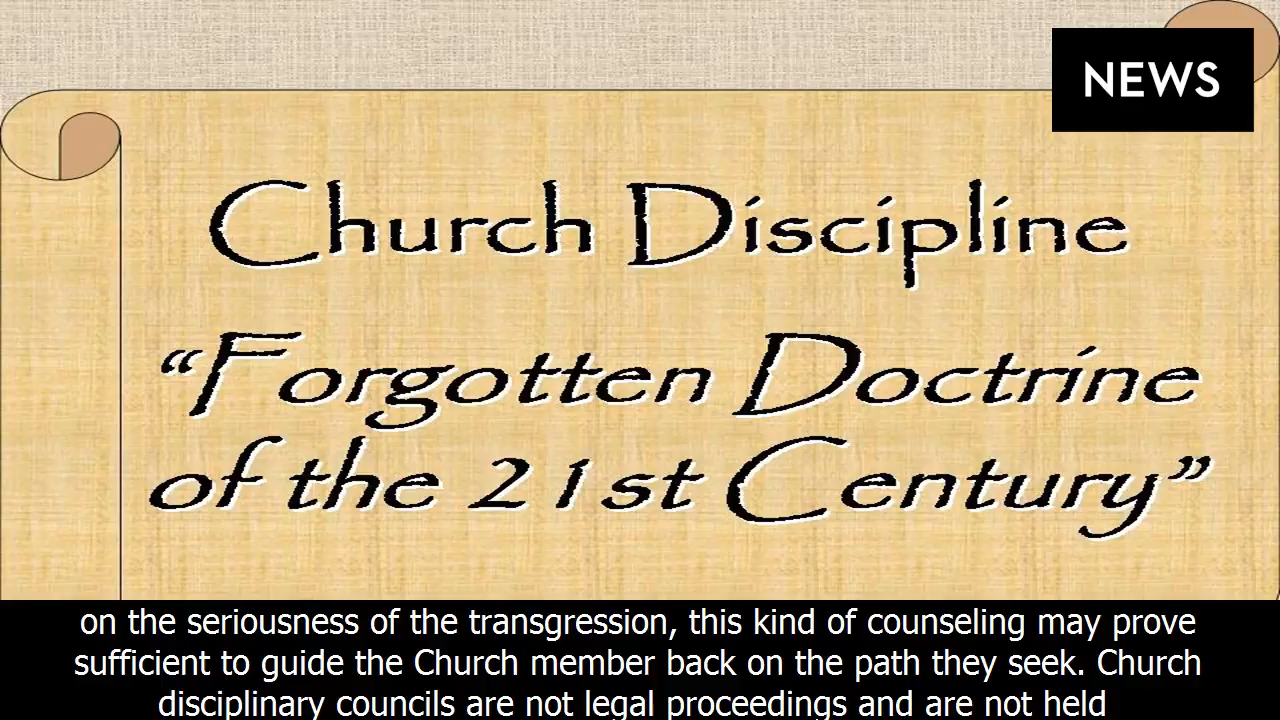 NEWS
Church Discipline
“Forgotten Doctrine
of the 21st Century”
on the seriousness of the transgression, this kind of counseling may prove
sufficient to guide the Church member back on the path they seek. Church
disciplinary councils are not legal proceedings and are not held